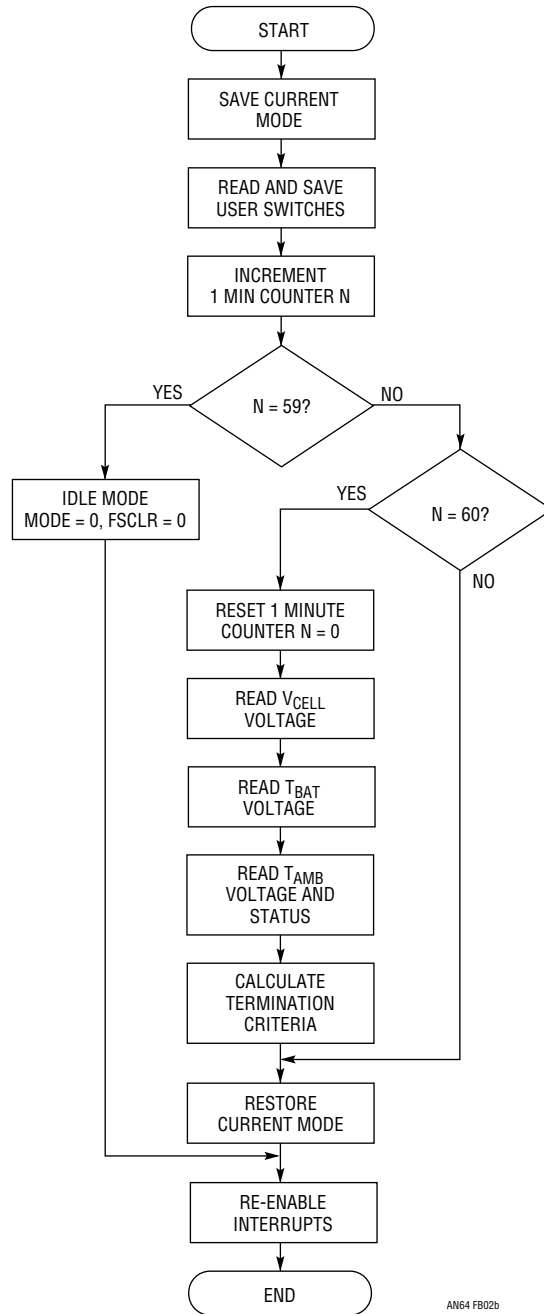 START
SAVE CURRENT
MODE
READ AND SAVE
USER SWITCHES
INCREMENT
1 MIN COUNTER N
YES
N = 59?
NO
IDLE MODE
MODE = 0, FSCLR = 0
YES
N = 60?
NO
RESET 1 MINUTE
COUNTER N = 0
READ VCELL
VOLTAGE
READ TBAT
VOLTAGE
READ TAMB
VOLTAGE AND
STATUS
CALCULATE
TERMINATION
CRITERIA
RESTORE
CURRENT MODE
RE-ENABLE
INTERRUPTS
END
AN64 FB02b